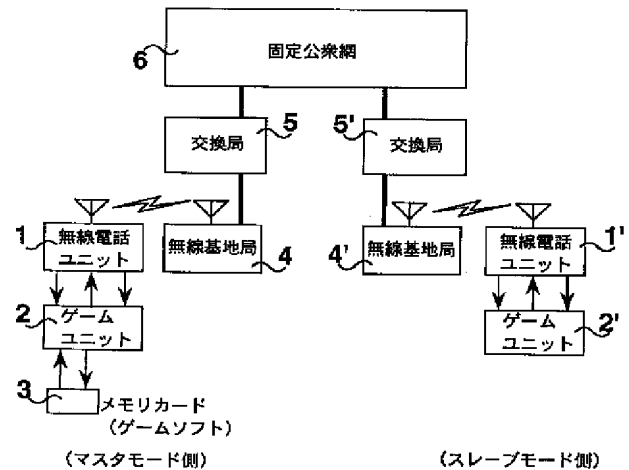 固定公衆網
6
5
5'
交換局
交換局
1
無線電話
ユニット
無線基地局
4
4'
無線基地局
無線電話
ユニット
1'
2
ゲーム
ユニット
ゲーム
ユニット
2'
3
メモリカード
(ゲームソフト)
(マスタモード側)
(スレーブモード側)